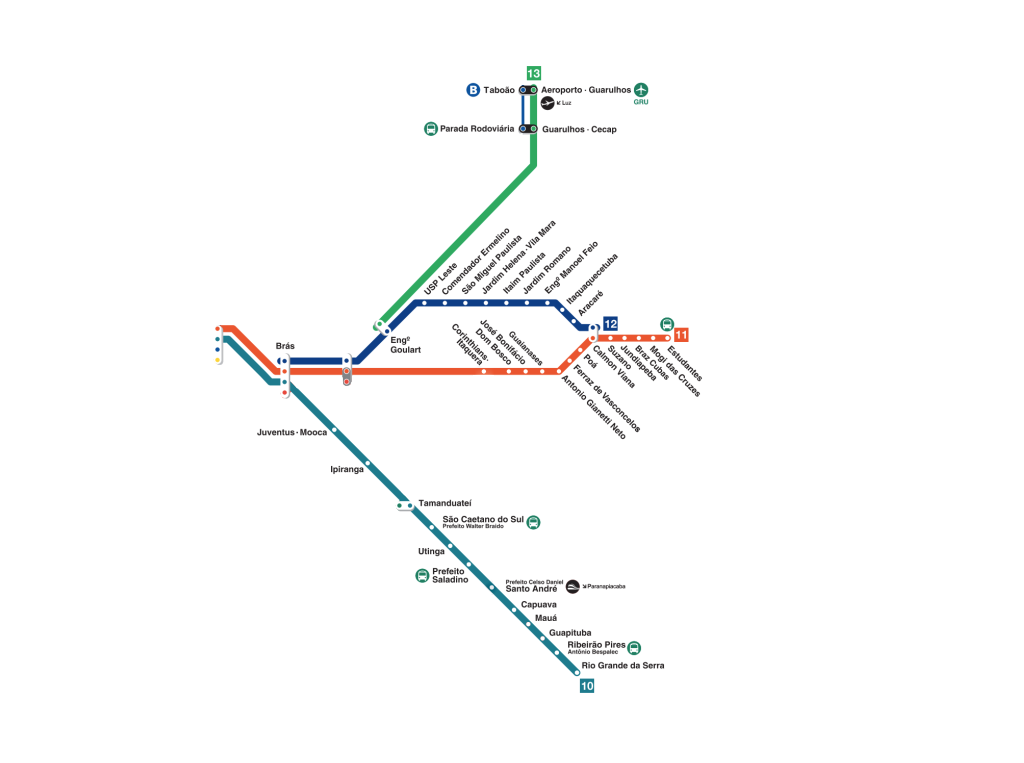 13
B Taboão
Aeroporto · Guarulhos
GRU
Luz
Parada Rodoviária
Guarulhos · Cecap
USP Leste
Comendador Ermelino
São Miguel Paulista
Jardim Helena · Vila Mara
Itaim Paulista
Jardim Romano
Engº Manoel Feio
Itaquaquecetuba
Aracaré
12
11
Brás
Engº
Goulart
Corinthians.
Itaquera
José Bonifácio
Dom Bosco
Guaianases
Estudantes
Mogi das Cruzes
Braz Cubas
Jundiapeba
Suzano
Calmon Viana
Poá
Ferraz de Vasconcelos
Antonio Gianetti Neto
Juventus · Mooca
Ipiranga
Tamanduateí
São Caetano do Sul
Prefeito Walter Braido
Utinga
Prefeito
Saladino
Prefeito Celso Daniel
Santo André
Paranapiacaba
Capuava
Mauá
Guapituba
Ribeirão Pires
Antônio Bespalec
Rio Grande da Serra
10